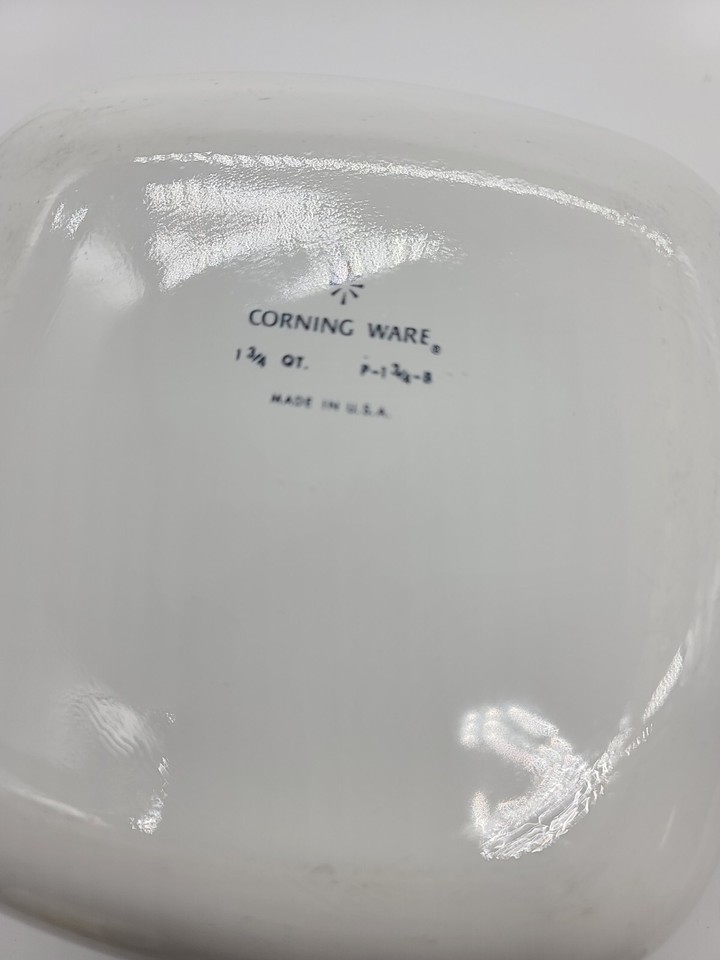 CORNING WARE®
1 3/4 QT. P-1 3/4-B
MADE IN U.S.A.